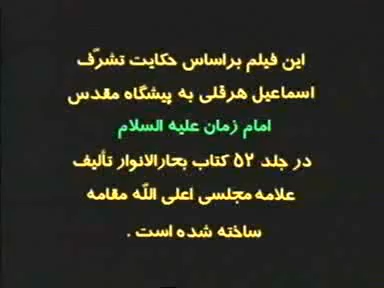 این فیلم براساس حکایت تشرّف
اسماعیل هرقلی به پیشگاه مقدس
امام زمان علیه السلام
در جلد ۵۲ کتاب بحارالانوار تألیف
علامه مجلسی اعلی الله مقامه
ساخته شده است .